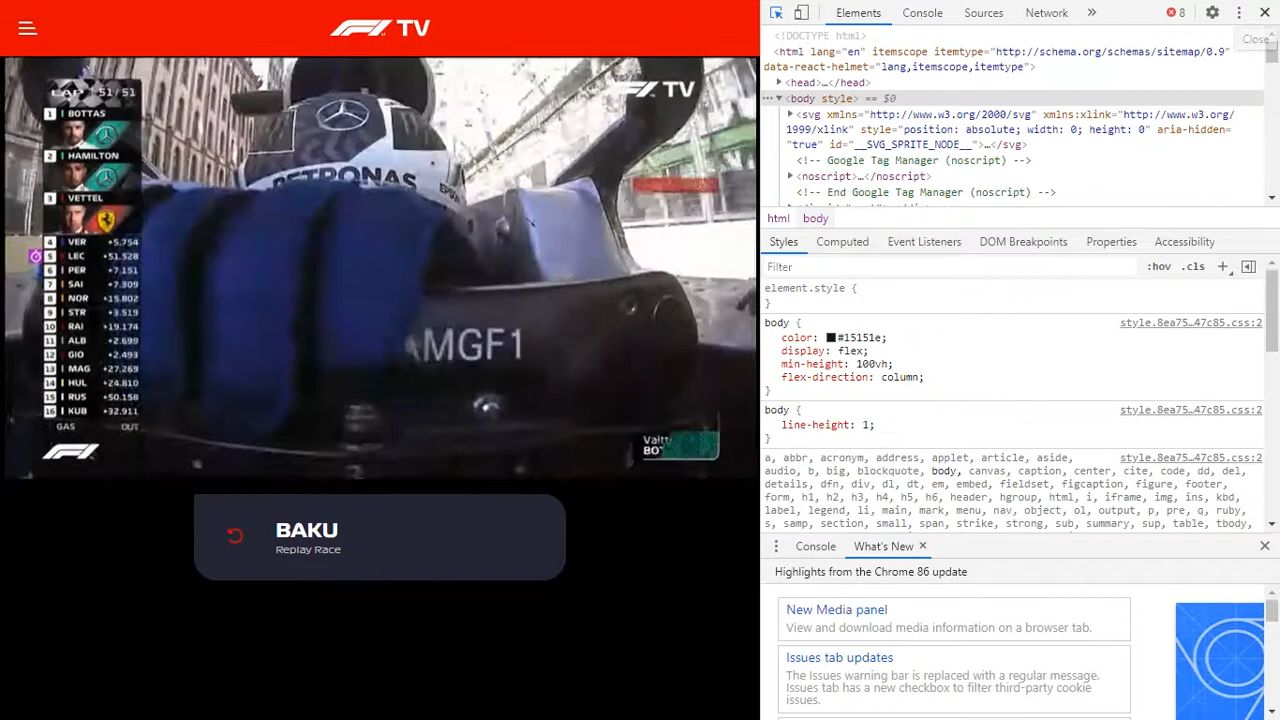 F1 TV
LAP 51/51
F1 TV
1 BOTTAS
2 HAMILTON
3 VETTEL
4 VER +5.754
5 LEC +51.528
6 PER +7.151
7 SAI +7.309
8 NOR +15.802
9 STR +3.519
10 RAI +19.174
11 ALB +2.699
12 GIO +2.493
13 MAG +27.269
14 HUL +24.810
15 RUS +50.158
16 KUB +32.911
GAS OUT
F1
PETRONAS
AMGF1
Valtt
BOT
BAKU
Replay Race
Elements Console Sources Network » 8
Close
<!DOCTYPE html>
<html lang="en" itemscope itemtype="http://schema.org/schemas/sitemap/0.9"
data-react-helmet="lang,itemscope,itemtype">
<head>…</head>
<body style> == $0
<svg xmlns="http://www.w3.org/2000/svg" xmlns:xlink="http://www.w3.org/
1999/xlink" style="position: absolute; width: 0; height: 0" aria-hidden=
"true" id="__SVG_SPRITE_NODE__">…</svg>
<!-- Google Tag Manager (noscript) -->
<noscript>…</noscript>
<!-- End Google Tag Manager (noscript) -->
html body
Styles Computed Event Listeners DOM Breakpoints Properties Accessibility
Filter :hov .cls +
element.style {
}
body { style.8ea75…47c85.css:2
color: #15151e;
display: flex;
min-height: 100vh;
flex-direction: column;
}
body { style.8ea75…47c85.css:2
line-height: 1;
}
a, abbr, acronym, address, applet, article, aside, style.8ea75…47c85.css:2
audio, b, big, blockquote, body, canvas, caption, center, cite, code, dd, del,
details, dfn, div, dl, dt, em, embed, fieldset, figcaption, figure, footer,
form, h1, h2, h3, h4, h5, h6, header, hgroup, html, i, iframe, img, ins, kbd,
label, legend, li, main, mark, menu, nav, object, ol, output, p, pre, q, ruby,
s, samp, section, small, span, strike, strong, sub, summary, sup, table, tbody,
Console What's New ×
Highlights from the Chrome 86 update
New Media panel
View and download media information on a browser tab.
Issues tab updates
The Issues warning bar is replaced with a regular message.
Issues tab has a new checkbox to filter third-party cookie
issues.